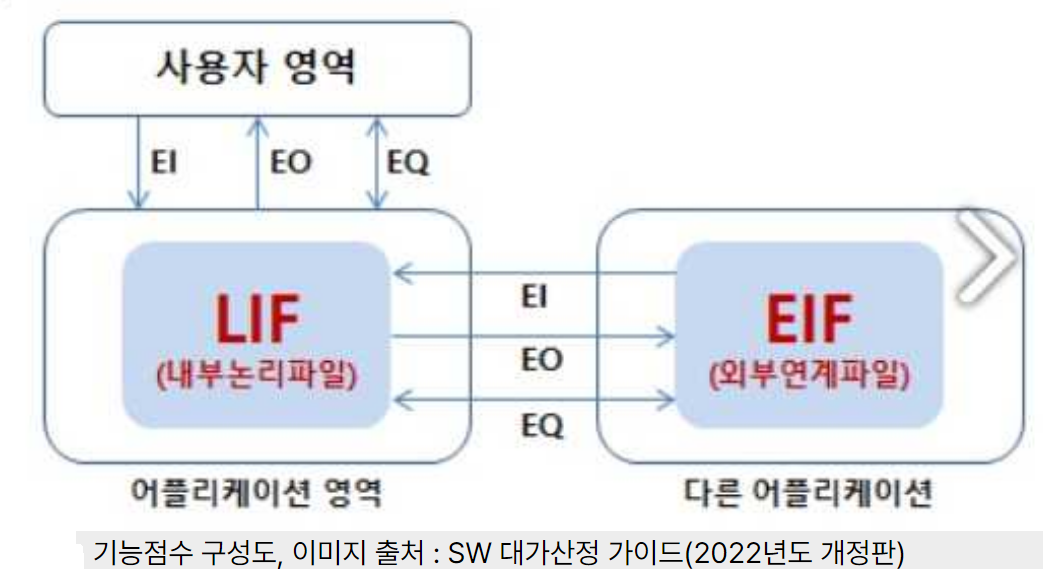 사용자 영역
EI
EO
EQ
LIF
(내부논리파일)
EI
EO
EQ
EIF
(외부연계파일)
어플리케이션 영역
다른 어플리케이션
기능점수 구성도, 이미지 출처 : SW 대가산정 가이드(2022년도 개정판)